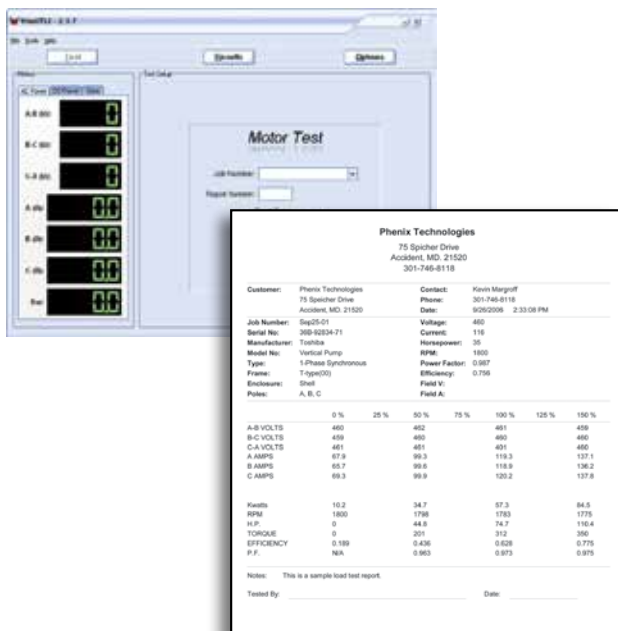 Test Results Options
Motor Test
Job Number:
Report Number:
A-B
B-C
C-A
Phenix Technologies
75 Spicher Drive
Accident, MD. 21520
301-746-8118
Customer: Phenix Technologies Contact: Kevin Margroff
75 Speicher Drive Phone: 301-746-8118
Accident, MD. 21520 Date: 9/26/2006 2:33:08 PM
Job Number: Sep25-01 Voltage: 460
Serial No: 36B-92834-71 Current: 116
Manufacturer: Toshiba Horsepower: 35
Model No: Vertical Pump RPM: 1800
Type: 1-Phase Synchronous Power Factor: 0.987
Frame: T-type(00) Efficiency: 0.756
Enclosure: Shell Field V:
Poles: A, B, C Field A:
0 % 25 % 50 % 75 % 100 % 125 % 150 %
A-B VOLTS 460 462 461 459
B-C VOLTS 459 460 460 460
C-A VOLTS 461 461 461 460
A AMPS 67.9 99.3 119.3 137.1
B AMPS 65.7 99.6 118.9 136.2
C AMPS 69.3 99.9 120.2 137.8
Kwatts 10.2 34.7 57.3 84.5
RPM 1800 1798 1783 1775
H.P. 0 44.8 74.7 110.4
TORQUE 0 201 312 350
EFFICIENCY 0.189 0.436 0.628 0.775
P.F. N/A 0.963 0.973 0.975
Notes: This is a sample load test report.
Tested By: Date: